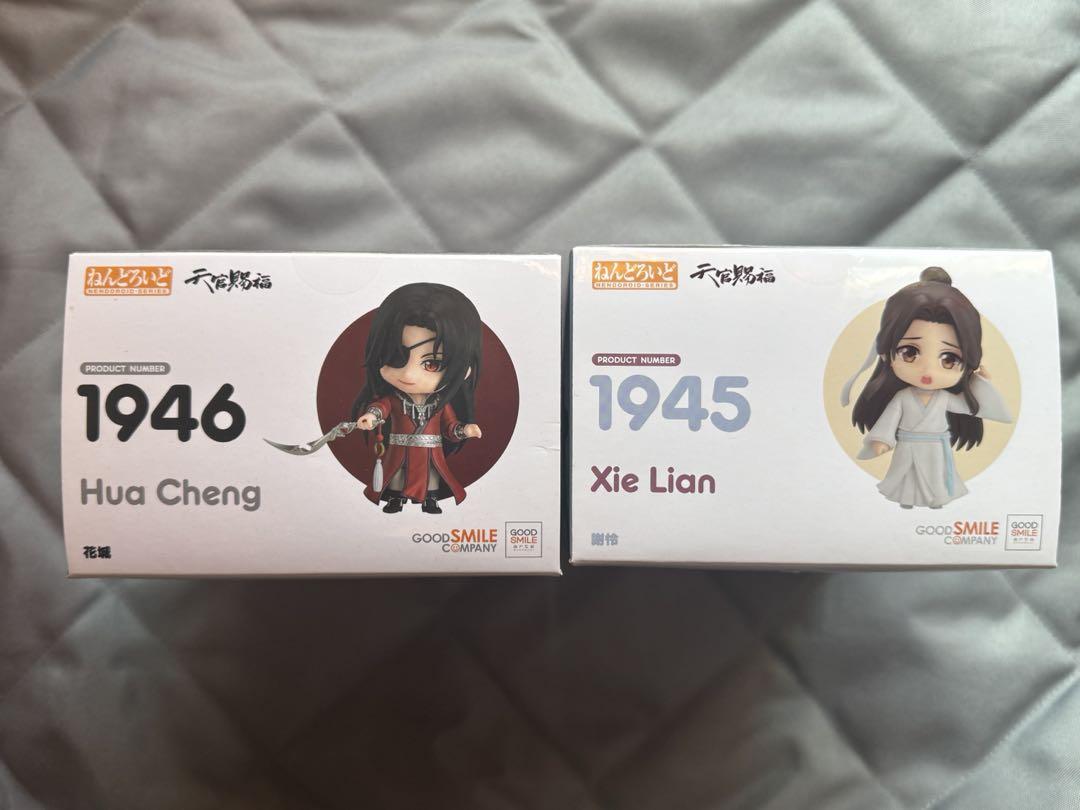 ねんどろいど
NENDOROID-SERIES
天官賜福
PRODUCT NUMBER
1946
Hua Cheng
花城
GOOD SMILE
COMPANY
GOOD
SMILE
ねんどろいど
NENDOROID-SERIES
天官賜福
PRODUCT NUMBER
1945
Xie Lian
謝怜
GOOD SMILE
COMPANY
GOOD
SMILE